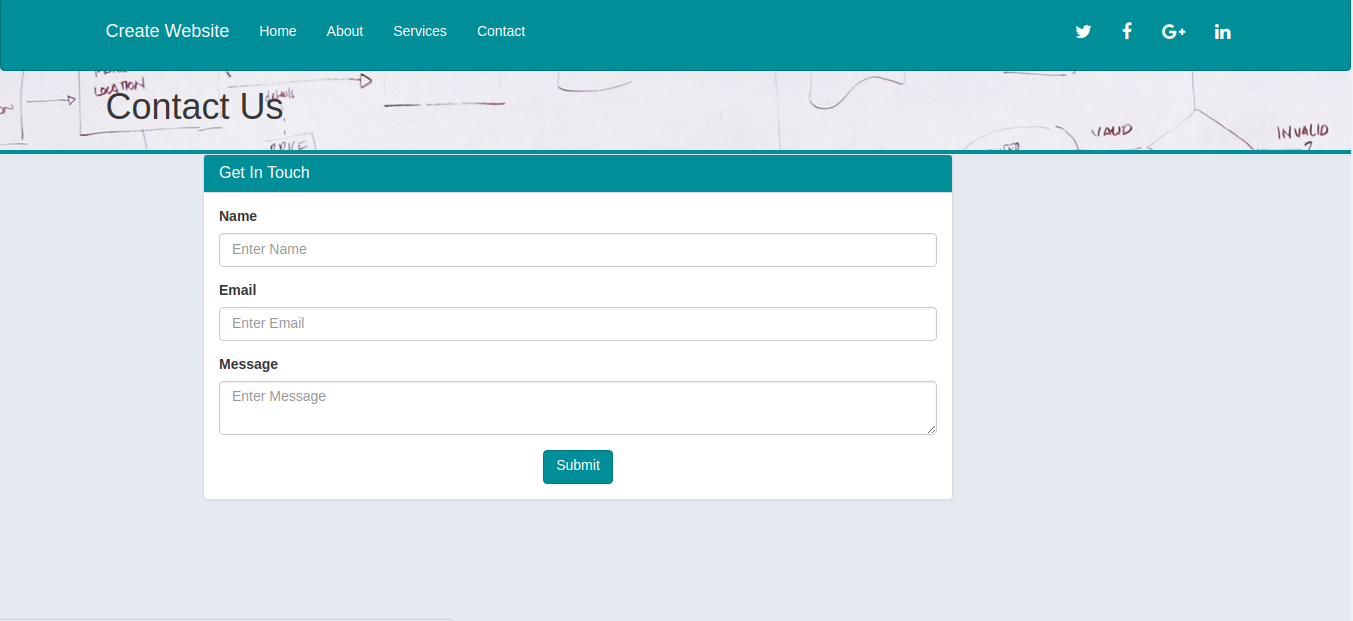 Create Website Home About Services Contact G+ in
LOCATION
details
Contact Us
PRICE
VALID
INVALID
?
Get In Touch
Name
Enter Name
Email
Enter Email
Message
Enter Message
Submit